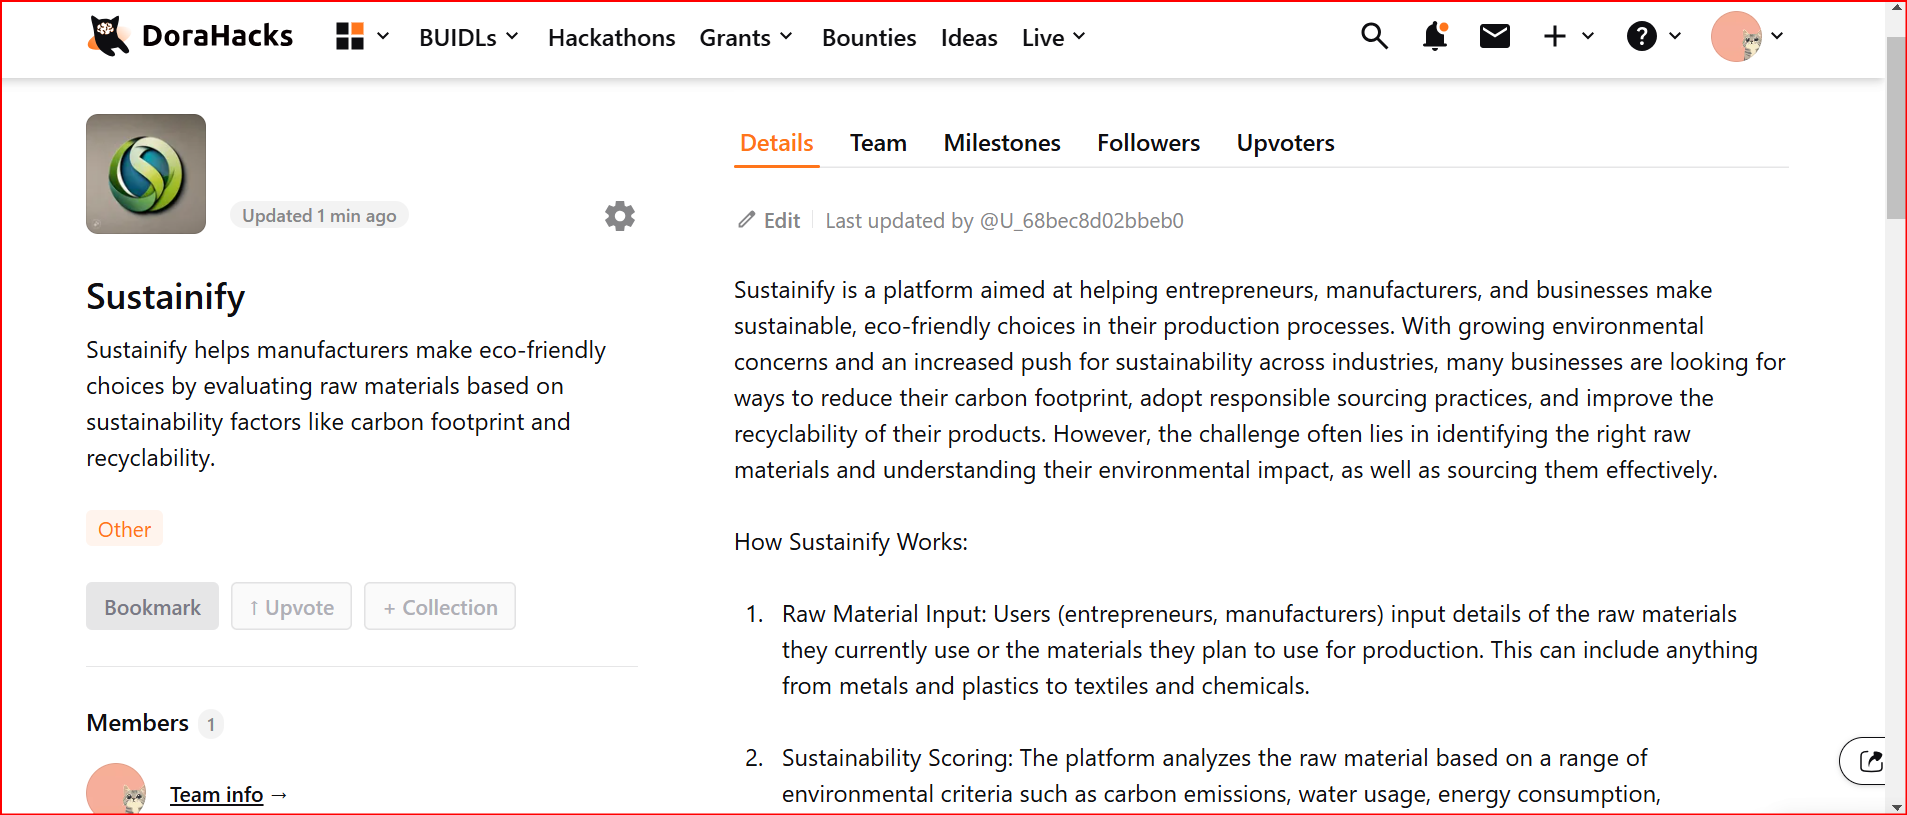 DoraHacks
BUIDLs
Hackathons
Grants
Bounties
Ideas
Live
Updated 1 min ago
Sustainify
Sustainify helps manufacturers make eco-friendly
choices by evaluating raw materials based on
sustainability factors like carbon footprint and
recyclability.
Other
Bookmark
↑ Upvote
+ Collection
Members 1
Team info →
Details
Team
Milestones
Followers
Upvoters
Edit
Last updated by @U_68bec8d02bbeb0
Sustainify is a platform aimed at helping entrepreneurs, manufacturers, and businesses make
sustainable, eco-friendly choices in their production processes. With growing environmental
concerns and an increased push for sustainability across industries, many businesses are looking for
ways to reduce their carbon footprint, adopt responsible sourcing practices, and improve the
recyclability of their products. However, the challenge often lies in identifying the right raw
materials and understanding their environmental impact, as well as sourcing them effectively.
How Sustainify Works:
1. Raw Material Input: Users (entrepreneurs, manufacturers) input details of the raw materials
they currently use or the materials they plan to use for production. This can include anything
from metals and plastics to textiles and chemicals.
2. Sustainability Scoring: The platform analyzes the raw material based on a range of
environmental criteria such as carbon emissions, water usage, energy consumption,